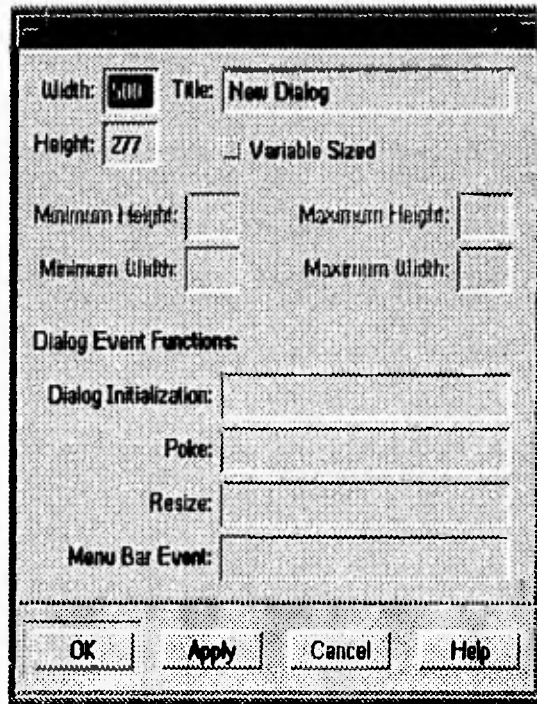 Width: 500 Title: New Dialog
Height: 277 Variable Sized
Minimum Height: Maximum Height:
Minimum Width: Maximum Width:
Dialog Event Functions:
Dialog Initialization:
Poke:
Resize:
Menu Bar Event:
OK Apply Cancel Help